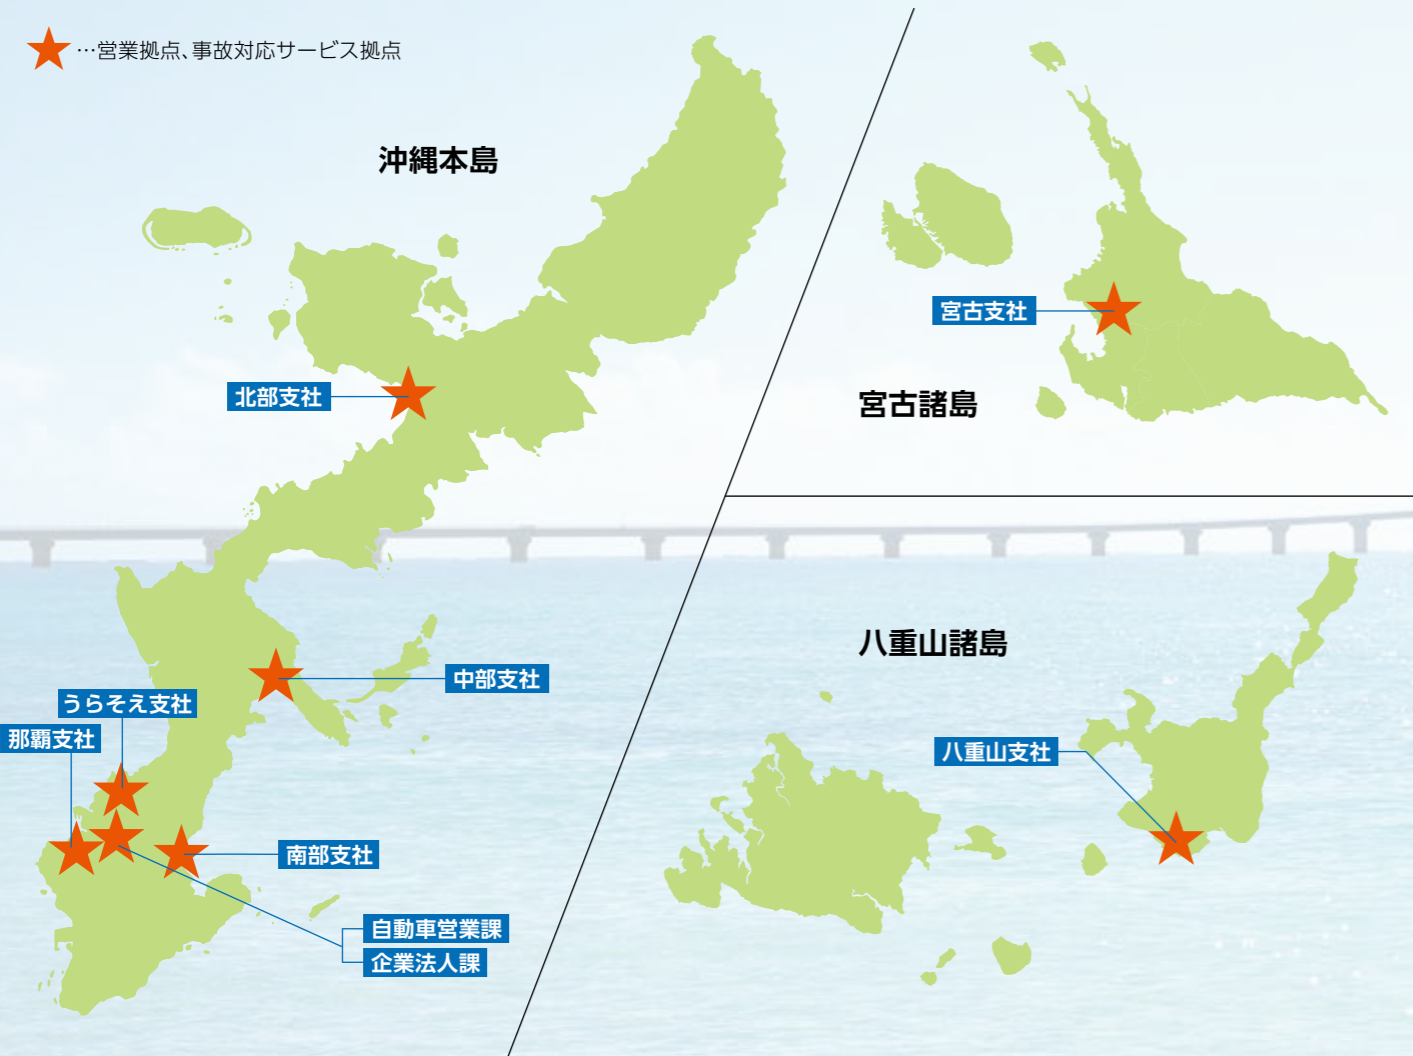 …営業拠点、事故対応サービス拠点
沖縄本島
北部支社
中部支社
うらそえ支社
那覇支社
南部支社
自動車営業課
企業法人課
宮古支社
宮古諸島
八重山諸島
八重山支社